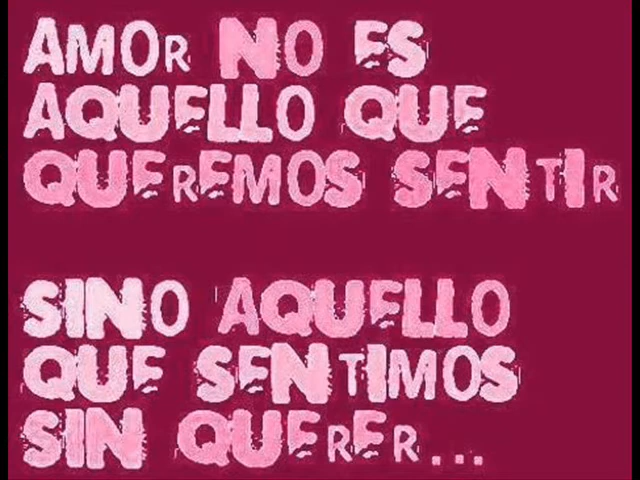 AMOR NO ES
AQUELLO QUE
QUEREMOS SENTIR
SINO AQUELLO
QUE SENTIMOS
SIN QUERER...